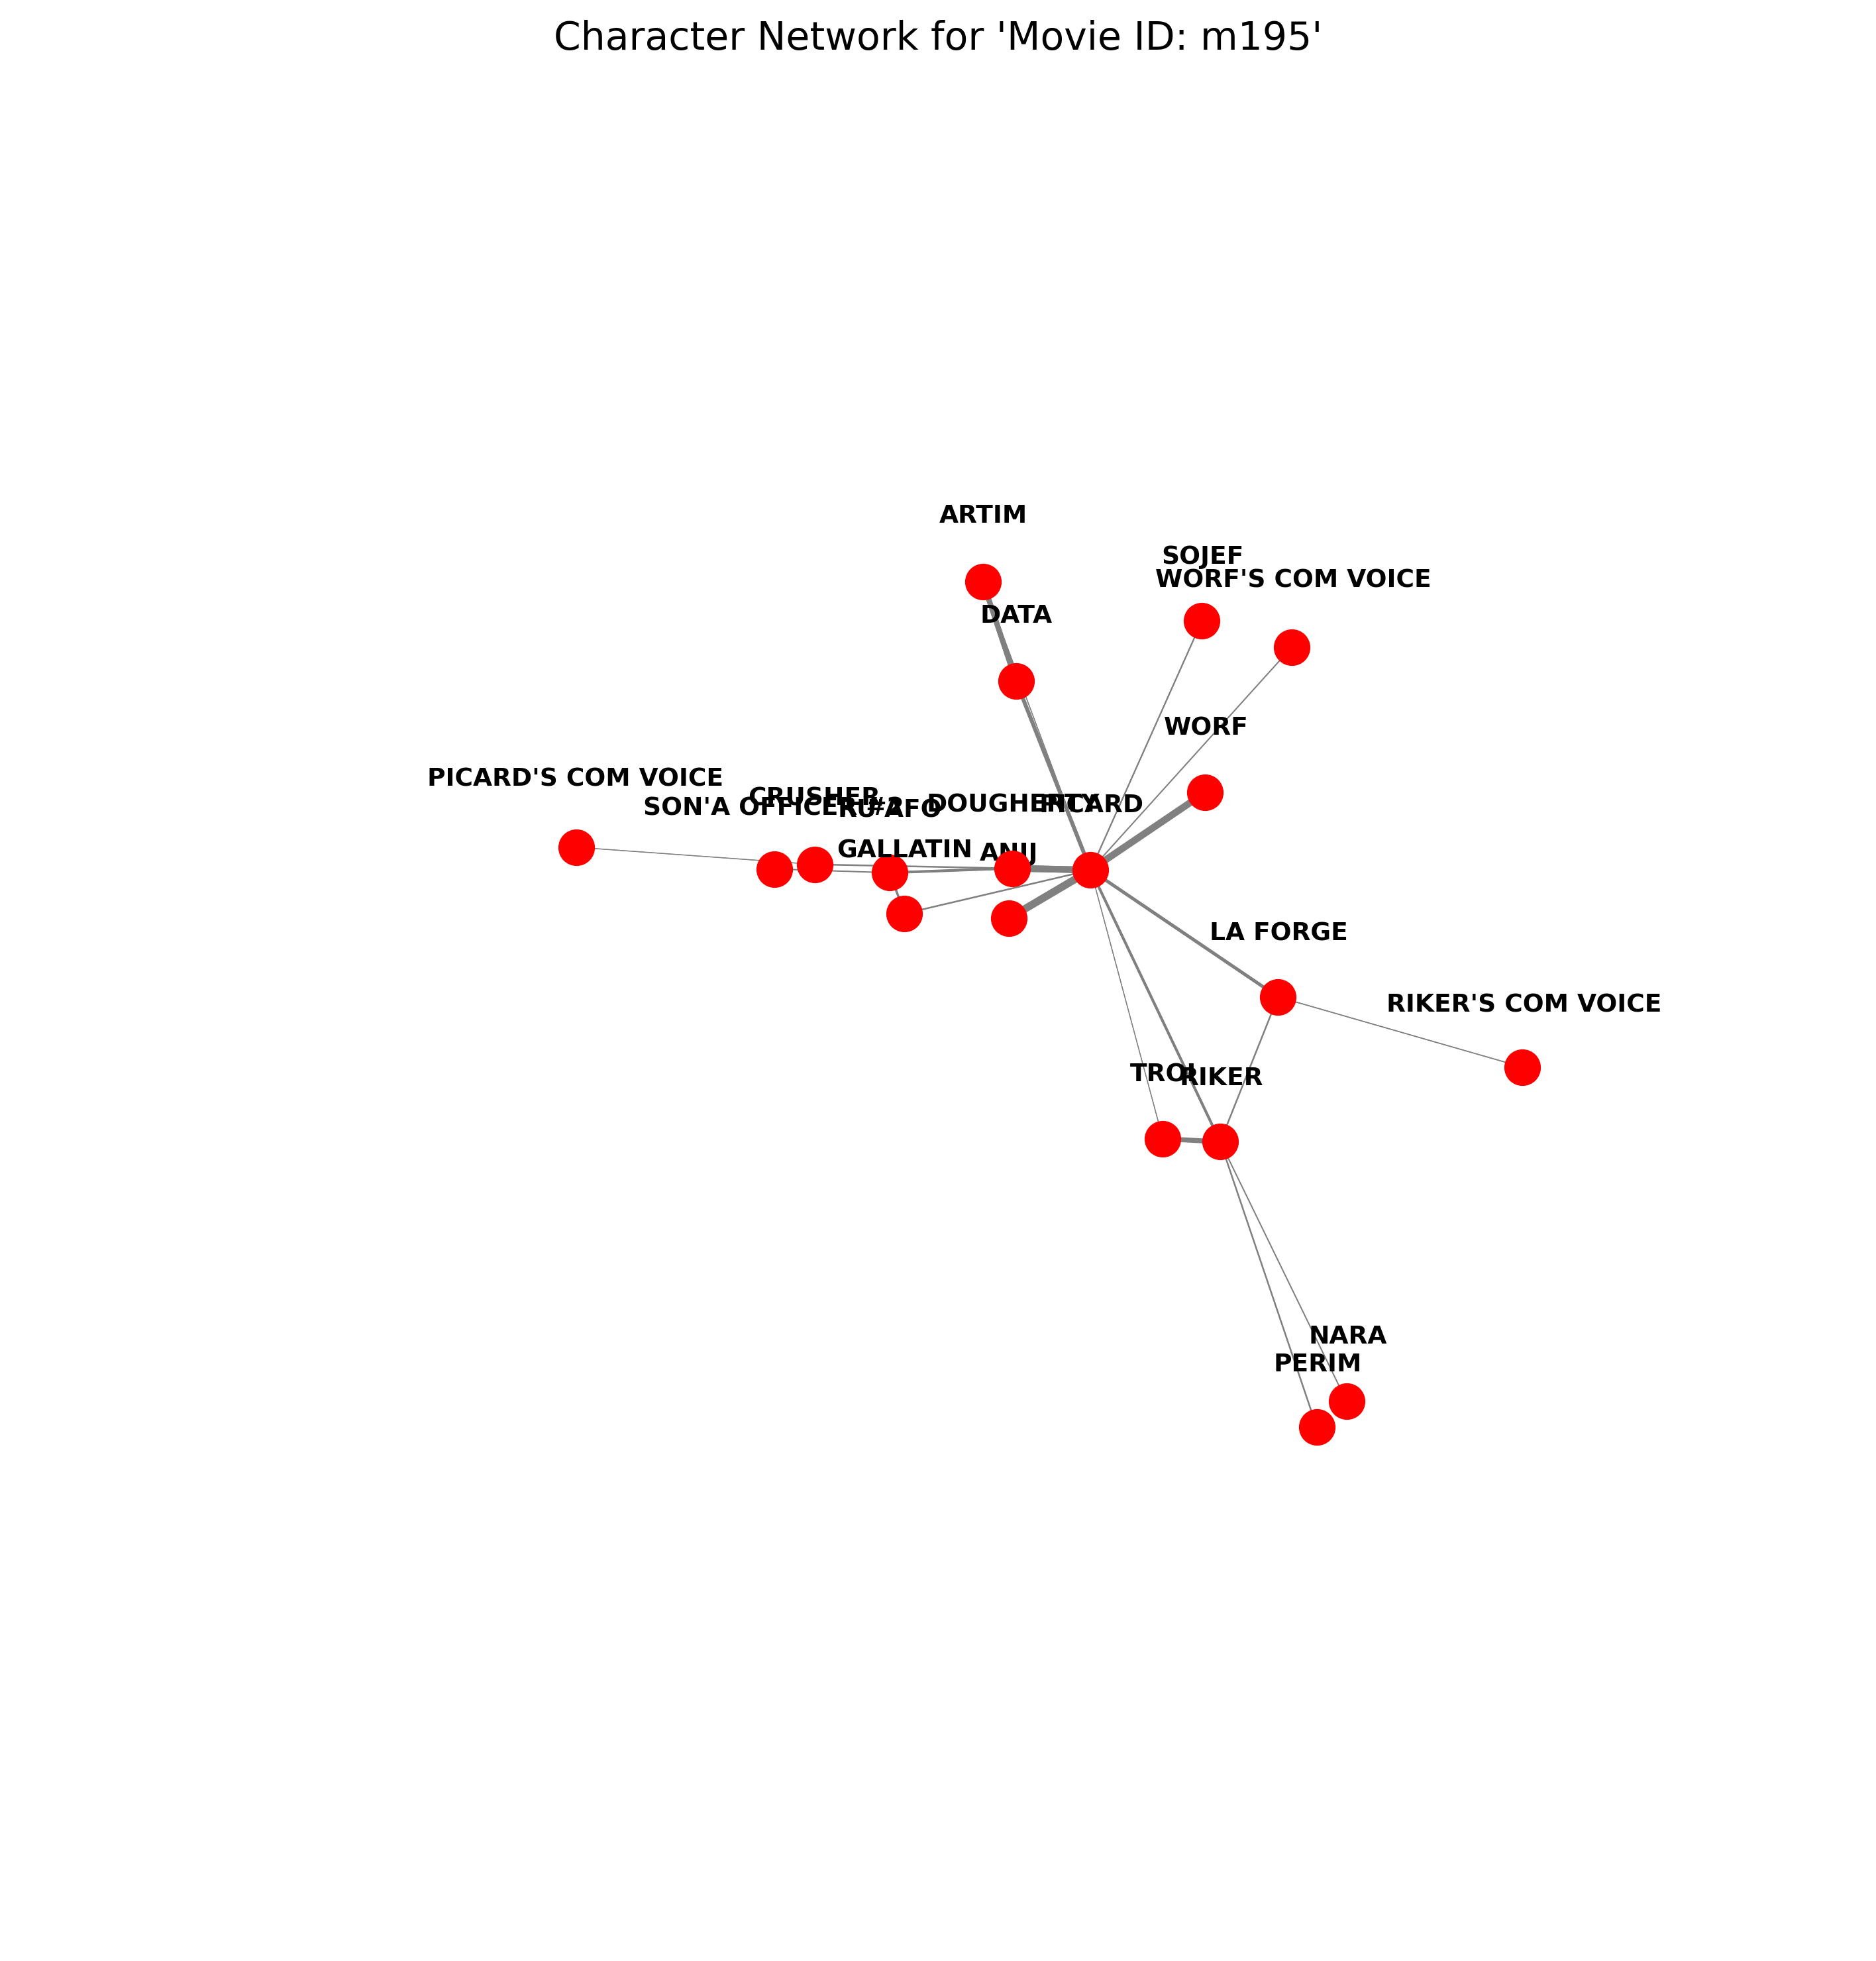 Character Network for 'Movie ID: m195'
ARTIM
SOJEF
WORF'S COM VOICE
DATA
WORF
PICARD'S COM VOICE
CRUSHER
SON'A OFFICER #2
RU'AFO
DOUGHERTY
PICARD
GALLATIN
ANIJ
LA FORGE
RIKER'S COM VOICE
TROI
RIKER
NARA
PERIM